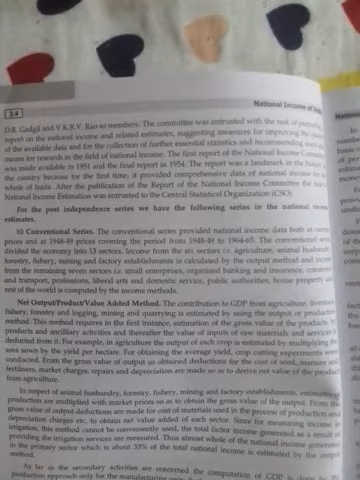 3.4
National Income of
D.R. Gadgil and V.K.R.V. Rao as members. The committee was entrusted with the task of preparing
report on the national income and related estimates, suggesting measures for improving the
of the available data and for the collection of further essential statistics and recommending
means for research in the field of national income. The first report of the National Income
was made available in 1951 and the final report in 1954. The report was a landmark in the
the country because for the first time, it provided comprehensive data of national income for
whole of India. After the publication of the Report of the National Income Committee the
National Income Estimation was entrusted to the Central Statistical Organization (CSO).
For the post independence series we have the following series in the national
estimates.
10 Conventional Series. The conventional series provided national income data both at
prices and at 1948-49 prices covering the period from 1948-49 to 1964-65. The conventional
divided the economy into 13 sectors. Income from the six sectors i.e. agriculture, animal
forestry, fishery, mining and factory establishments is calculated by the output method and
from the remaining seven sectors i.e. small enterprises, organised banking and insurance,
and transport, professions, liberal arts and domestic service, public authorities, house property
rest of the world is computed by the income methods.
Net Output/Product/Value Added Method. The contribution to GDP from agriculture,
fishery, forestry and logging, mining and quarrying is estimated by using the output or
method. This method requires in the first instance, estimation of the gross value of the products,
products and ancillary activities and thereafter the value of inputs of raw materials and services
deducted from it. For example, in agriculture the output of each crop is estimated by multiplying
area sown by the yield per hectare. For obtaining the average yield, crop cutting experiments
conducted. From the gross value of output so obtained deductions for the cost of seed,
fertilisers, market charges, repairs and depreciation are made so as to derive net value of the product
from agriculture.
In respect of animal husbandry, forestry, fishery, mining and factory establishments,
production are multiplied with market prices so as to obtain the gross value of the output. From
gross value of output deductions are made for cost of materials used in the process of production and
depreciation charges etc. to obtain net value added of each sector. Since for measuring income
irrigation, this method cannot be conveniently used, the total factor income generated as a result of
providing the irrigation services are measured. Thus almost whole of the national income generated
in the primary sector which is about 33% of the total national income is estimated by the output
method.
As far as the secondary activities are concerned the computation of GDP is done
production approach only for the manufacturing